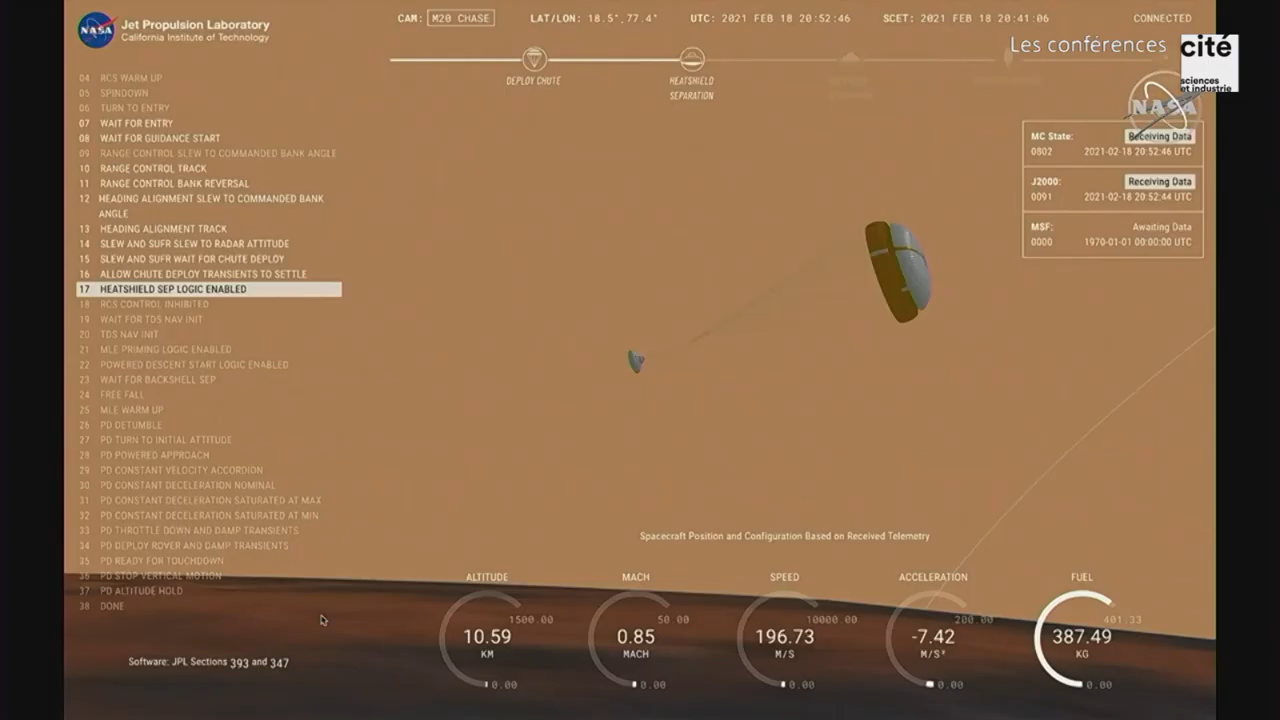 NASA
Jet Propulsion Laboratory
California Institute of Technology
CAM: M20 CHASE
LAT/LON: 18.5°,77.4°
UTC: 2021 FEB 18 20:52:46
SCET: 2021 FEB 18 20:41:06
CONNECTED
Les conférences
cité
sciences
et industrie
NASA
DEPLOY CHUTE
HEATSHIELD
SEPARATION
04 RCS WARM UP
05 SPINDOWN
06 TURN TO ENTRY
07 WAIT FOR ENTRY
08 WAIT FOR GUIDANCE START
09 RANGE CONTROL SLEW TO COMMANDED BANK ANGLE
10 RANGE CONTROL TRACK
11 RANGE CONTROL BANK REVERSAL
12 HEADING ALIGNMENT SLEW TO COMMANDED BANK
ANGLE
13 HEADING ALIGNMENT TRACK
14 SLEW AND SUFR SLEW TO RADAR ATTITUDE
15 SLEW AND SUFR WAIT FOR CHUTE DEPLOY
16 ALLOW CHUTE DEPLOY TRANSIENTS TO SETTLE
17 HEATSHIELD SEP LOGIC ENABLED
18 RCS CONTROL INHIBITED
19 WAIT FOR TDS NAV INIT
20 TDS NAV INIT
21 MLE PRIMING LOGIC ENABLED
22 POWERED DESCENT START LOGIC ENABLED
23 WAIT FOR BACKSHELL SEP
24 FREE FALL
25 MLE WARM UP
26 PD DETUMBLE
27 PD TURN TO INITIAL ATTITUDE
28 PD POWERED APPROACH
29 PD CONSTANT VELOCITY ACCORDION
30 PD CONSTANT DECELERATION NOMINAL
31 PD CONSTANT DECELERATION SATURATED AT MAX
32 PD CONSTANT DECELERATION SATURATED AT MIN
33 PD THROTTLE DOWN AND DAMP TRANSIENTS
34 PD DEPLOY ROVER AND DAMP TRANSIENTS
35 PD READY FOR TOUCHDOWN
36 PD STOP VERTICAL MOTION
37 PD ALTITUDE HOLD
38 DONE
MC State: Receiving Data
0802 2021-02-18 20:52:46 UTC
J2000: Receiving Data
0091 2021-02-18 20:52:44 UTC
MSF: Awaiting Data
0000 1970-01-01 00:00:00 UTC
Spacecraft Position and Configuration Based on Received Telemetry
ALTITUDE
1500.00
10.59
KM
0.00
MACH
50.00
0.85
MACH
0.00
SPEED
10000.00
196.73
M/S
0.00
ACCELERATION
200.00
-7.42
M/S²
0.00
FUEL
401.33
387.49
KG
0.00
Software: JPL Sections 393 and 347